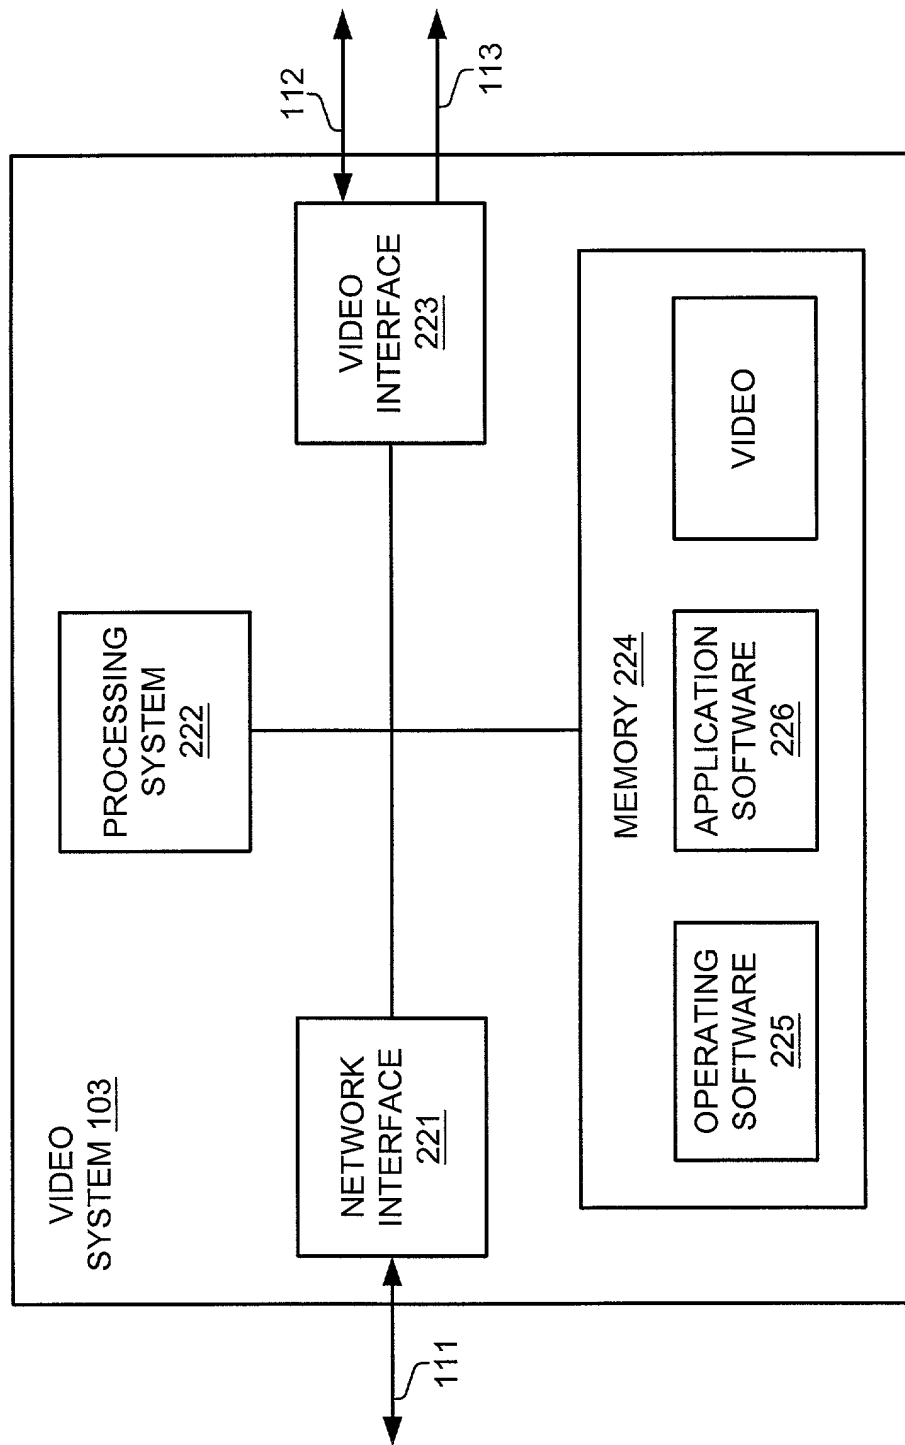 VIDEO
SYSTEM 103
PROCESSING
SYSTEM
222
NETWORK
INTERFACE
221
VIDEO
INTERFACE
223
111
112
113
MEMORY 224
OPERATING
SOFTWARE
225
APPLICATION
SOFTWARE
226
VIDEO